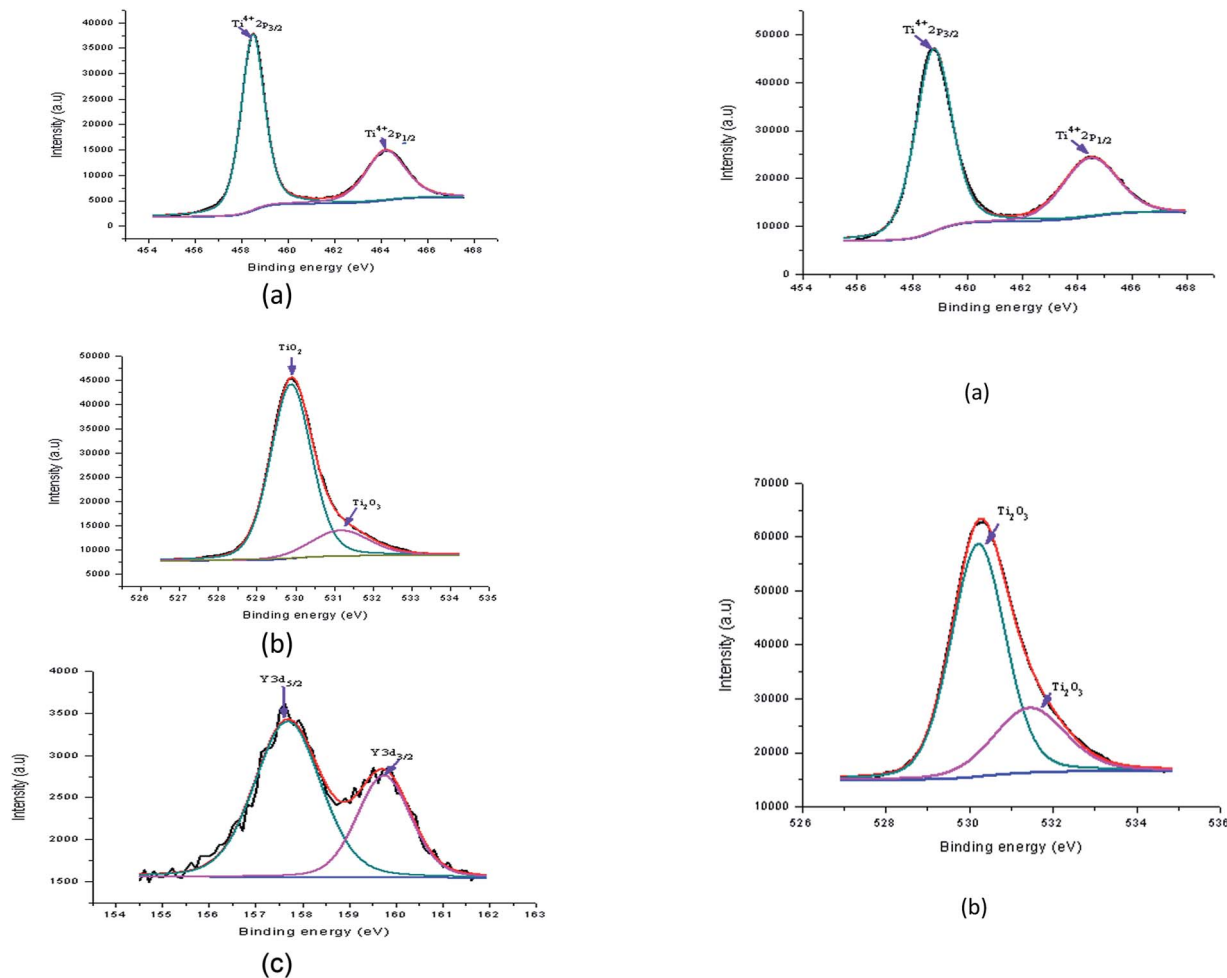 Ti4+2p3/2
Ti4+2p1/2
Intensity (a.u)
40000
35000
30000
25000
20000
15000
10000
5000
0
454 456 458 460 462 464 466 468
Binding energy (eV)
(a)
TiO2
Ti2O3
Intensity (a.u)
50000
45000
40000
35000
30000
25000
20000
15000
10000
5000
526 527 528 529 530 531 532 533 534 535
Binding energy (eV)
(b)
Y3d5/2
Y3d3/2
Intensity (a.u)
4000
3500
3000
2500
2000
1500
154 155 156 157 158 159 160 161 162 163
Binding energy (eV)
(c)
Ti4+2p3/2
Ti4+2p1/2
Intensity (a.u)
50000
40000
30000
20000
10000
0
454 456 458 460 462 464 466 468
Binding energy (eV)
(a)
Ti2O3
Ti2O3
Intensity (a.u)
70000
60000
50000
40000
30000
20000
10000
526 528 530 532 534 536
Binding energy (eV)
(b)